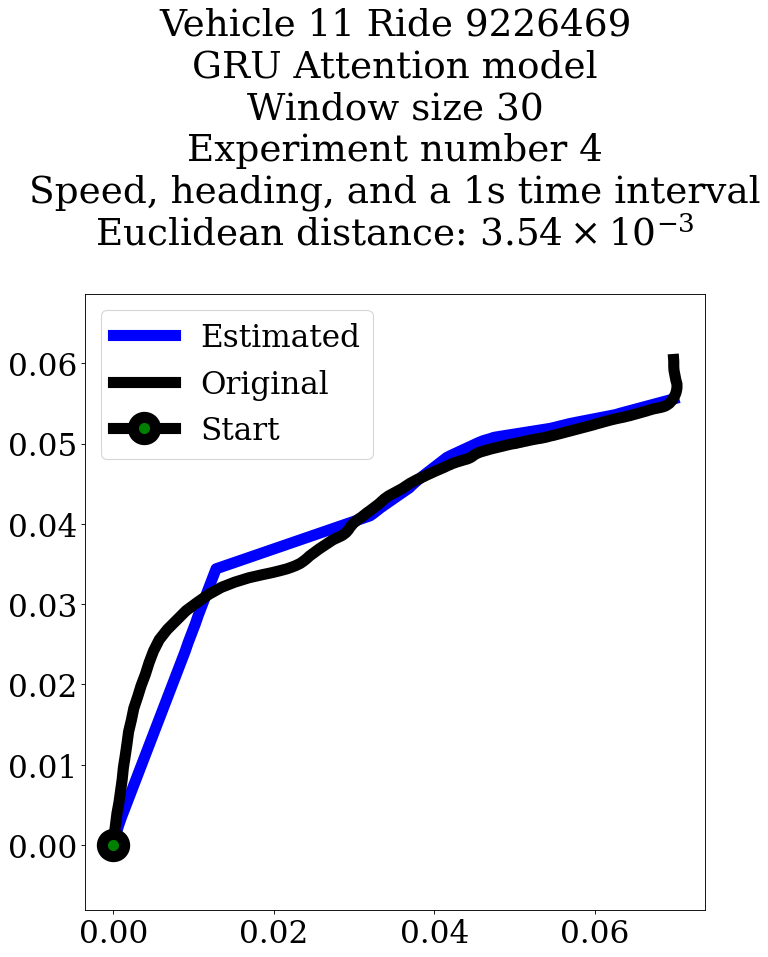 Vehicle 11 Ride 9226469
GRU Attention model
Window size 30
Experiment number 4
Speed, heading, and a 1s time interval
Euclidean distance: 3.54 × 10⁻³
Estimated
Original
Start
0.06
0.05
0.04
0.03
0.02
0.01
0.00
0.00 0.02 0.04 0.06